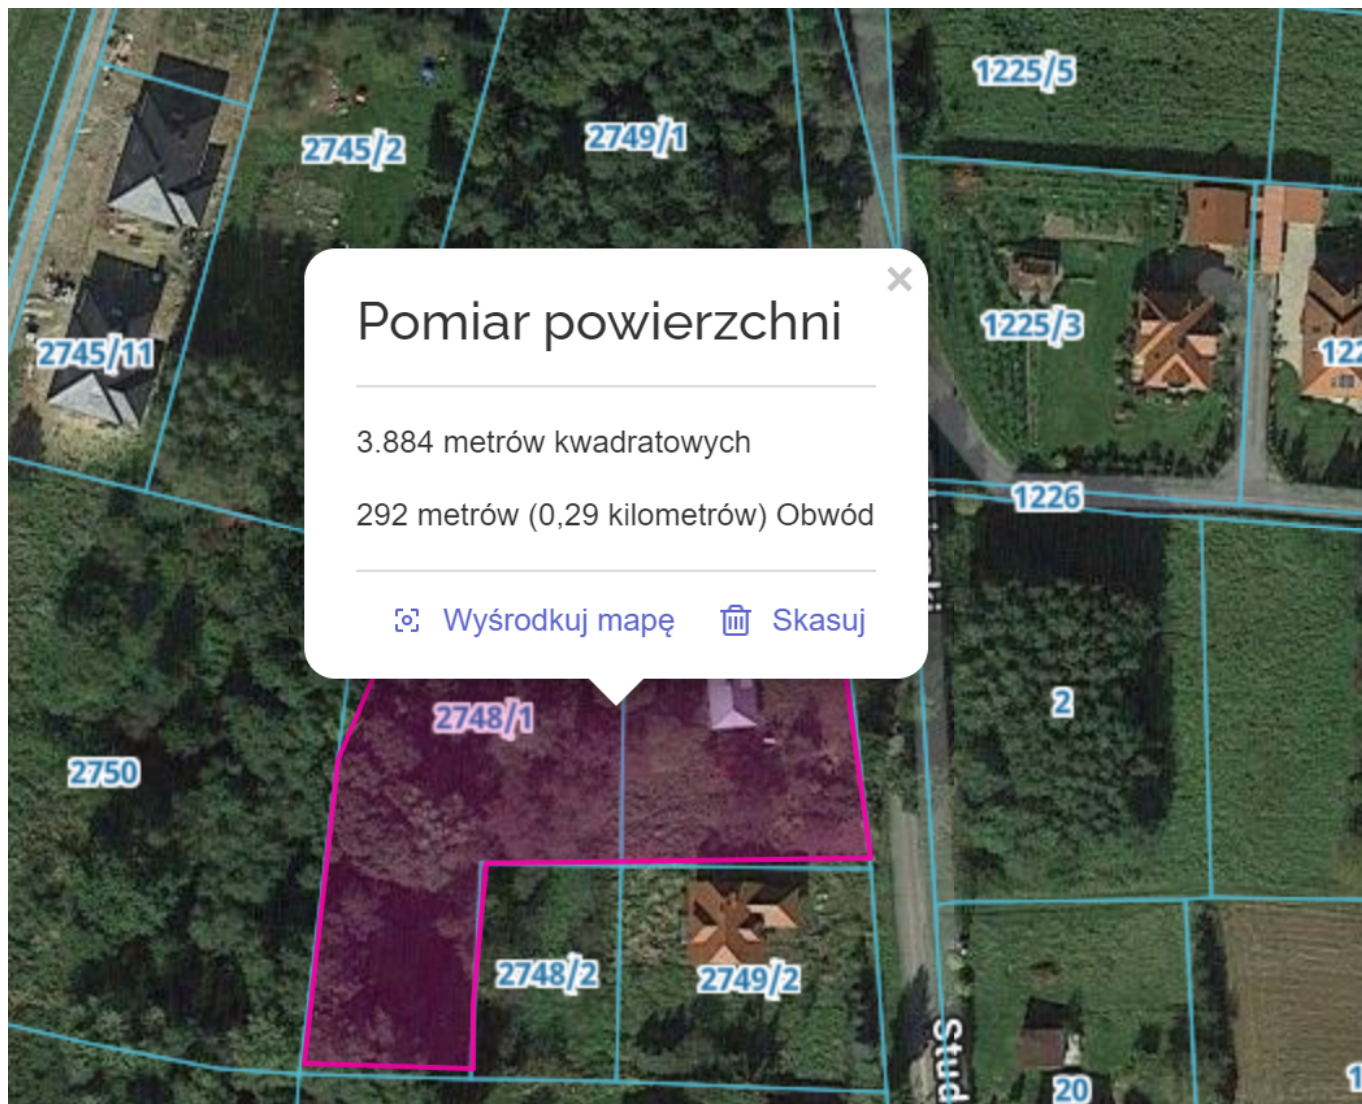 1225/5
2745/2
2749/1
1225/3
2745/11
Pomiar powierzchni
3.884 metrów kwadratowych
292 metrów (0,29 kilometrów) Obwód
Wyśrodkuj mapę
Skasuj
1226
2748/1
2
2750
2748/2
2749/2
Stud
20